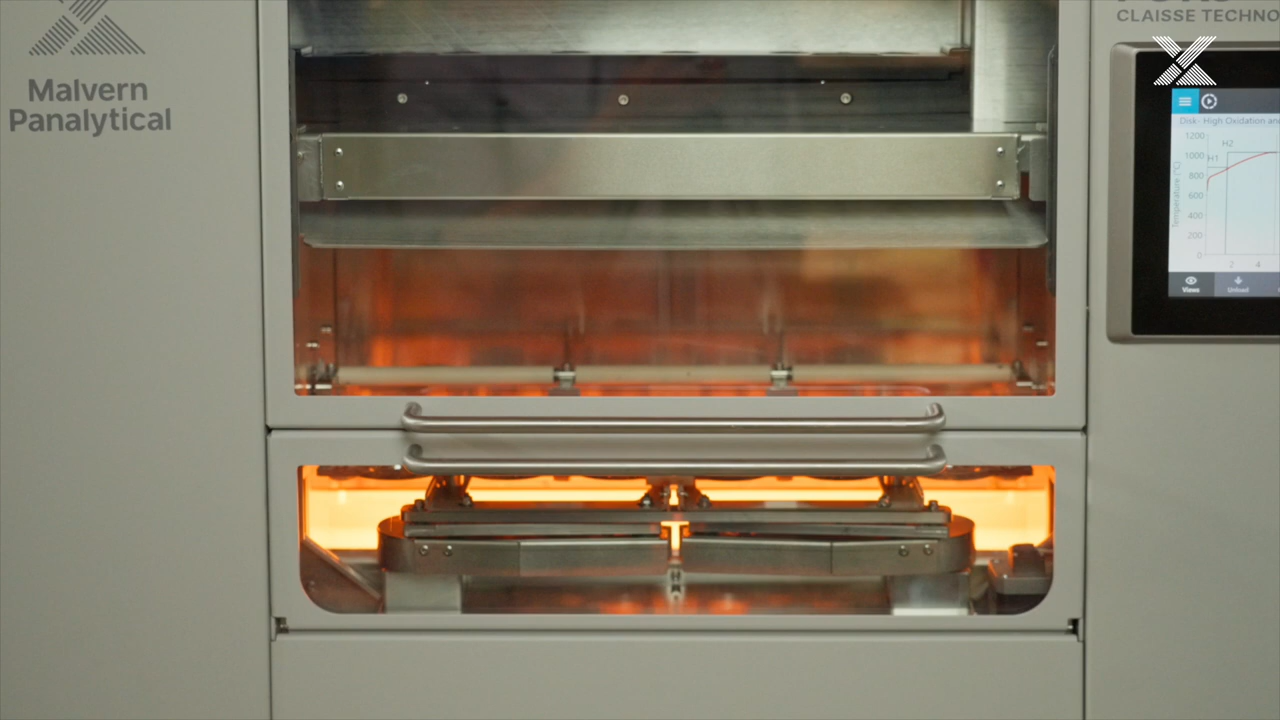 Malvern
Panalytical
CLAISSE TECHNO
Disk - High Oxidation an
1200
1000
800
600
400
200
0
Temperature (°C)
H1
H2
2
4
Views
Unload